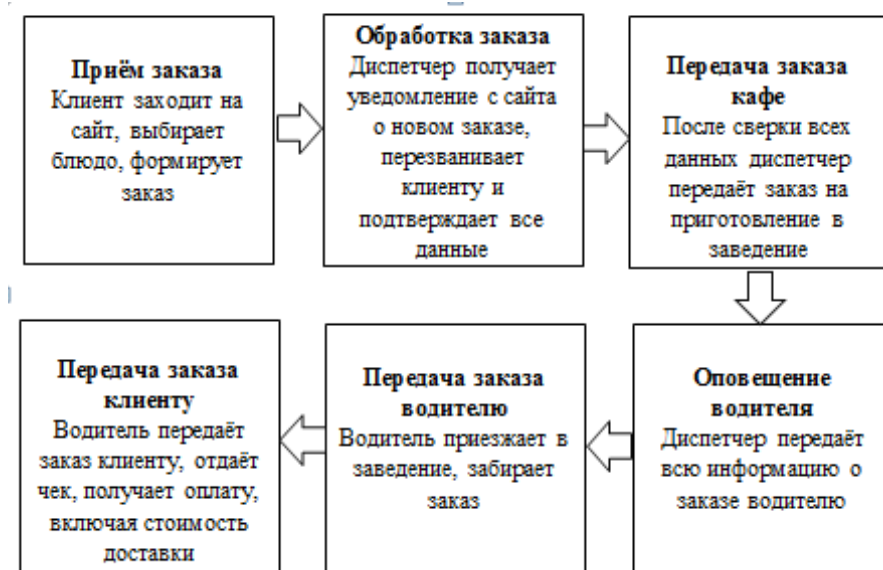 Приём заказа
Клиент заходит на
сайт, выбирает
блюдо, формирует
заказ
Обработка заказа
Диспетчер получает
уведомление с сайта
о новом заказе,
перезванивает
клиенту и
подтверждает все
данные
Передача заказа
кафе
После сверки всех
данных диспетчер
передаёт заказ на
приготовление в
заведение
Оповещение
водителя
Диспетчер передаёт
всю информацию о
заказе водителю
Передача заказа
водителю
Водитель приезжает в
заведение, забирает
заказ
Передача заказа
клиенту
Водитель передаёт
заказ клиенту, отдаёт
чек, получает оплату,
включая стоимость
доставки